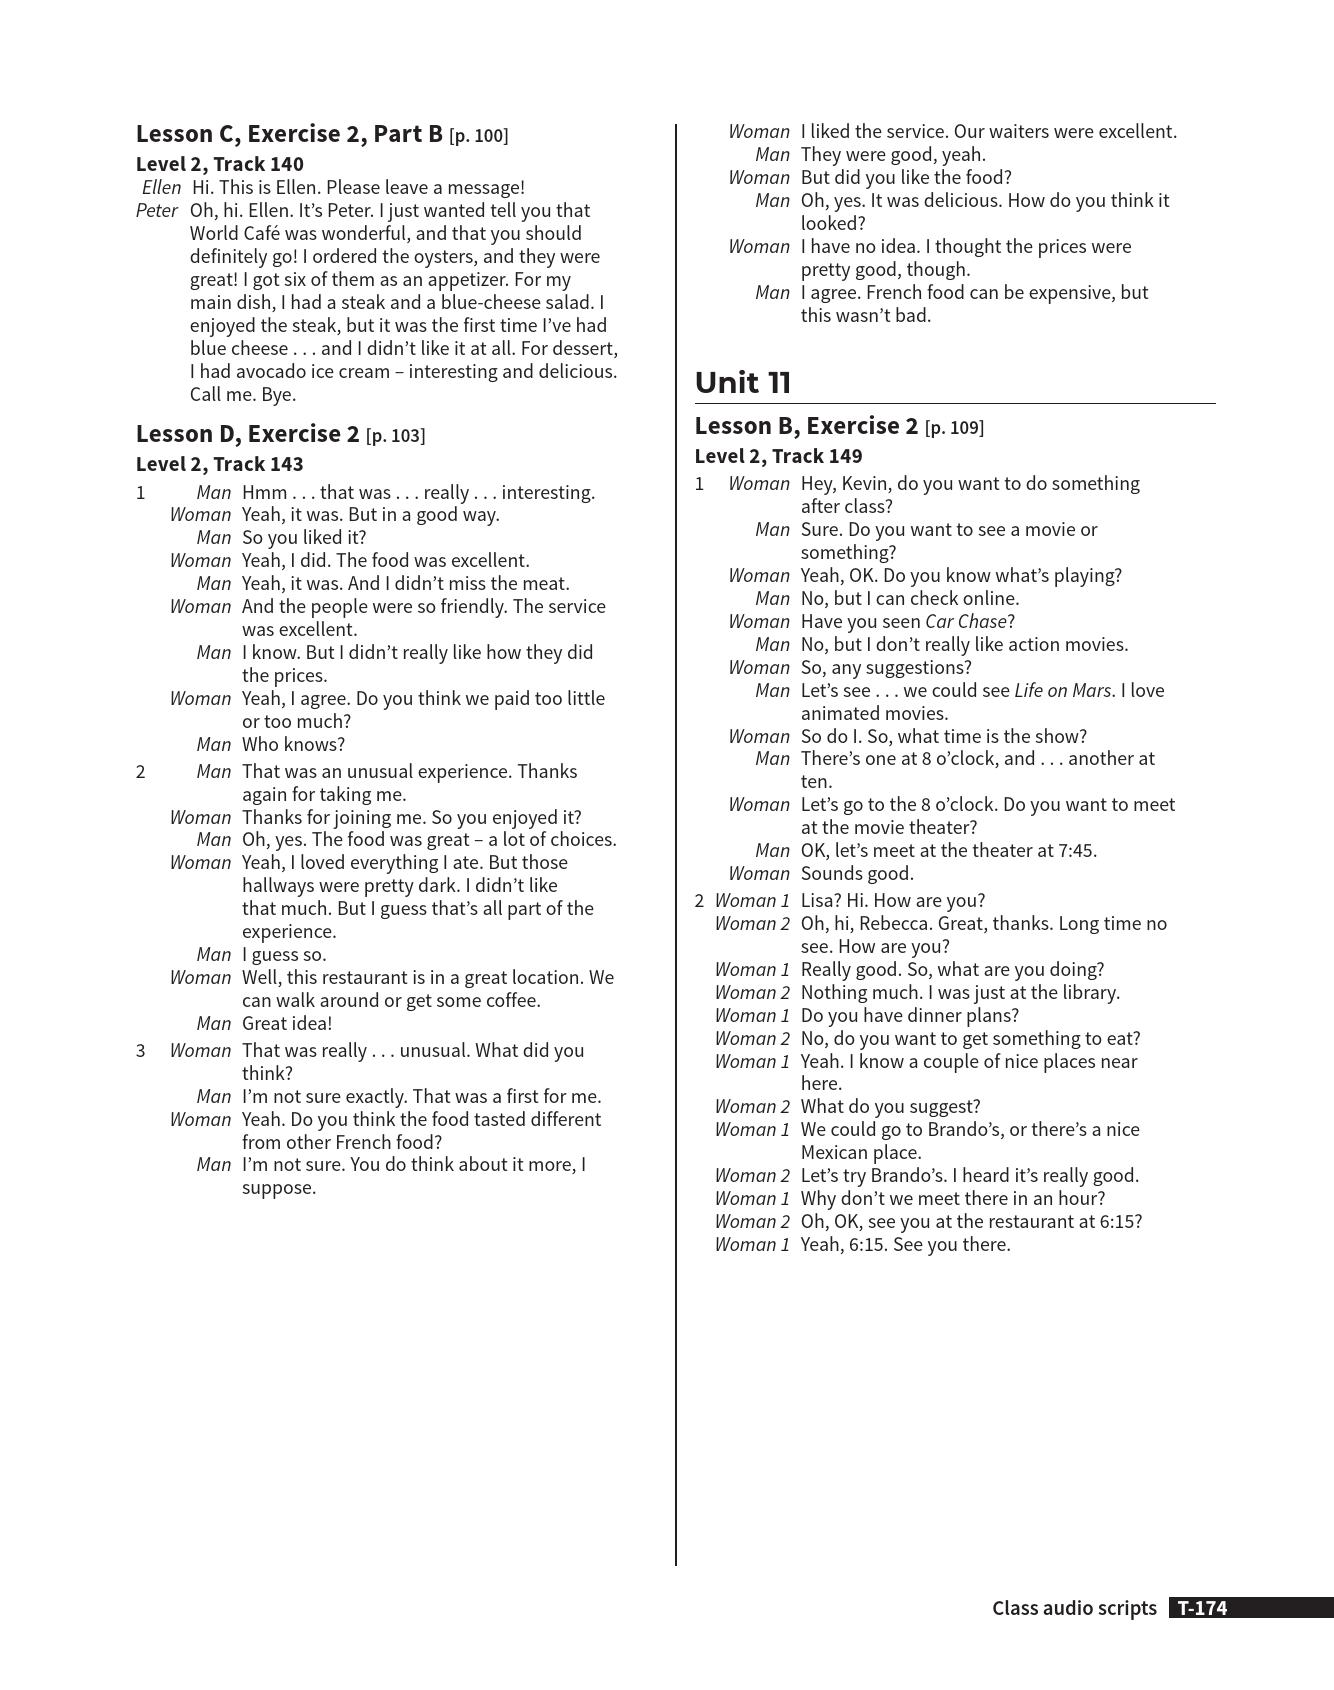 Lesson C, Exercise 2, Part B [p. 100]
Level 2, Track 140
Ellen Hi. This is Ellen. Please leave a message!
Peter Oh, hi. Ellen. It’s Peter. I just wanted tell you that
World Café was wonderful, and that you should
definitely go! I ordered the oysters, and they were
great! I got six of them as an appetizer. For my
main dish, I had a steak and a blue-cheese salad. I
enjoyed the steak, but it was the first time I’ve had
blue cheese . . . and I didn’t like it at all. For dessert,
I had avocado ice cream – interesting and delicious.
Call me. Bye.
Lesson D, Exercise 2 [p. 103]
Level 2, Track 143
1 Man Hmm . . . that was . . . really . . . interesting.
Woman Yeah, it was. But in a good way.
Man So you liked it?
Woman Yeah, I did. The food was excellent.
Man Yeah, it was. And I didn’t miss the meat.
Woman And the people were so friendly. The service
was excellent.
Man I know. But I didn’t really like how they did
the prices.
Woman Yeah, I agree. Do you think we paid too little
or too much?
Man Who knows?
2 Man That was an unusual experience. Thanks
again for taking me.
Woman Thanks for joining me. So you enjoyed it?
Man Oh, yes. The food was great – a lot of choices.
Woman Yeah, I loved everything I ate. But those
hallways were pretty dark. I didn’t like
that much. But I guess that’s all part of the
experience.
Man I guess so.
Woman Well, this restaurant is in a great location. We
can walk around or get some coffee.
Man Great idea!
3 Woman That was really . . . unusual. What did you
think?
Man I’m not sure exactly. That was a first for me.
Woman Yeah. Do you think the food tasted different
from other French food?
Man I’m not sure. You do think about it more, I
suppose.
Woman I liked the service. Our waiters were excellent.
Man They were good, yeah.
Woman But did you like the food?
Man Oh, yes. It was delicious. How do you think it
looked?
Woman I have no idea. I thought the prices were
pretty good, though.
Man I agree. French food can be expensive, but
this wasn’t bad.
Unit 11
Lesson B, Exercise 2 [p. 109]
Level 2, Track 149
1 Woman Hey, Kevin, do you want to do something
after class?
Man Sure. Do you want to see a movie or
something?
Woman Yeah, OK. Do you know what’s playing?
Man No, but I can check online.
Woman Have you seen Car Chase?
Man No, but I don’t really like action movies.
Woman So, any suggestions?
Man Let’s see . . . we could see Life on Mars. I love
animated movies.
Woman So do I. So, what time is the show?
Man There’s one at 8 o’clock, and . . . another at
ten.
Woman Let’s go to the 8 o’clock. Do you want to meet
at the movie theater?
Man OK, let’s meet at the theater at 7:45.
Woman Sounds good.
2 Woman 1 Lisa? Hi. How are you?
Woman 2 Oh, hi, Rebecca. Great, thanks. Long time no
see. How are you?
Woman 1 Really good. So, what are you doing?
Woman 2 Nothing much. I was just at the library.
Woman 1 Do you have dinner plans?
Woman 2 No, do you want to get something to eat?
Woman 1 Yeah. I know a couple of nice places near
here.
Woman 2 What do you suggest?
Woman 1 We could go to Brando’s, or there’s a nice
Mexican place.
Woman 2 Let’s try Brando’s. I heard it’s really good.
Woman 1 Why don’t we meet there in an hour?
Woman 2 Oh, OK, see you at the restaurant at 6:15?
Woman 1 Yeah, 6:15. See you there.
Class audio scripts T-174